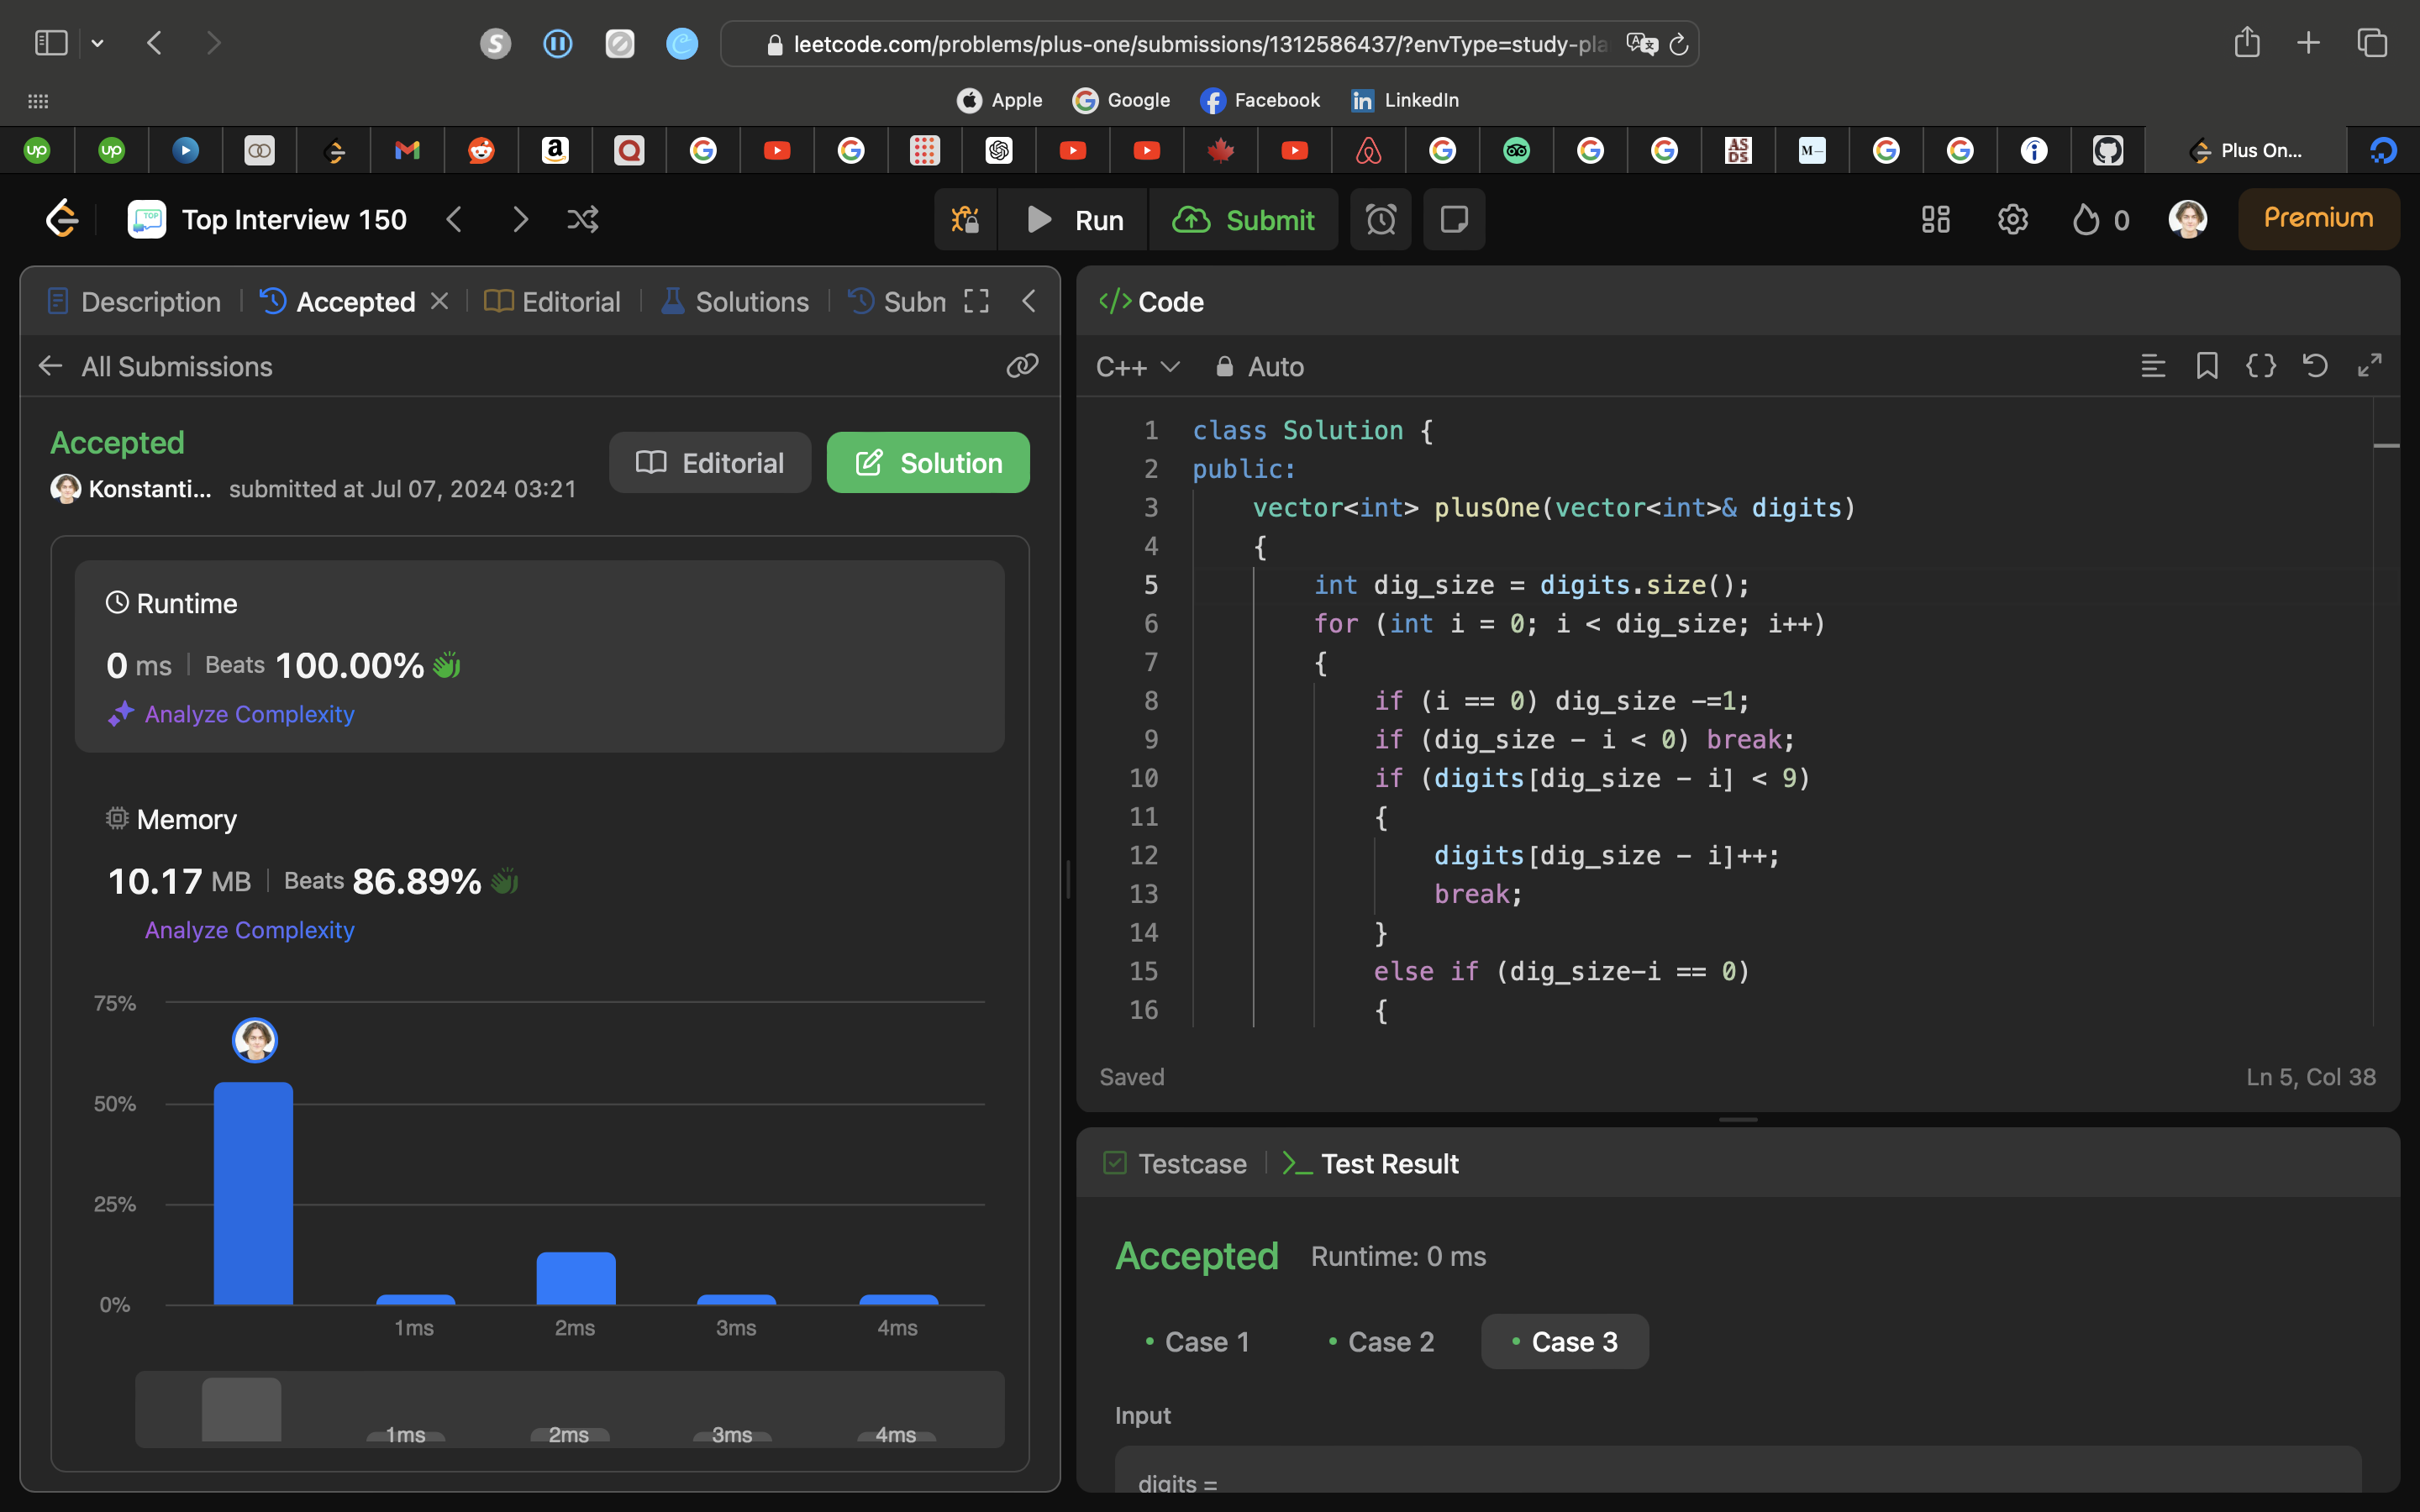 leetcode.com/problems/plus-one/submissions/1312586437/?envType=study-pla
Apple Google Facebook LinkedIn
Plus On...
Top Interview 150
Run
Submit
0
Premium
Description
Accepted
Editorial
Solutions
Subm
All Submissions
Accepted
Editorial
Solution
Konstanti... submitted at Jul 07, 2024 03:21
Runtime
0 ms Beats 100.00%
Analyze Complexity
Memory
10.17 MB Beats 86.89%
Analyze Complexity
75%
50%
25%
0%
1ms 2ms 3ms 4ms
1ms 2ms 3ms 4ms
</> Code
C++ Auto
1 class Solution {
2 public:
3 vector<int> plusOne(vector<int>& digits)
4 {
5 int dig_size = digits.size();
6 for (int i = 0; i < dig_size; i++)
7 {
8 if (i == 0) dig_size -=1;
9 if (dig_size - i < 0) break;
10 if (digits[dig_size - i] < 9)
11 {
12 digits[dig_size - i]++;
13 break;
14 }
15 else if (dig_size-i == 0)
16 {
Saved
Ln 5, Col 38
Testcase
Test Result
Accepted Runtime: 0 ms
• Case 1 • Case 2 • Case 3
Input
digits =